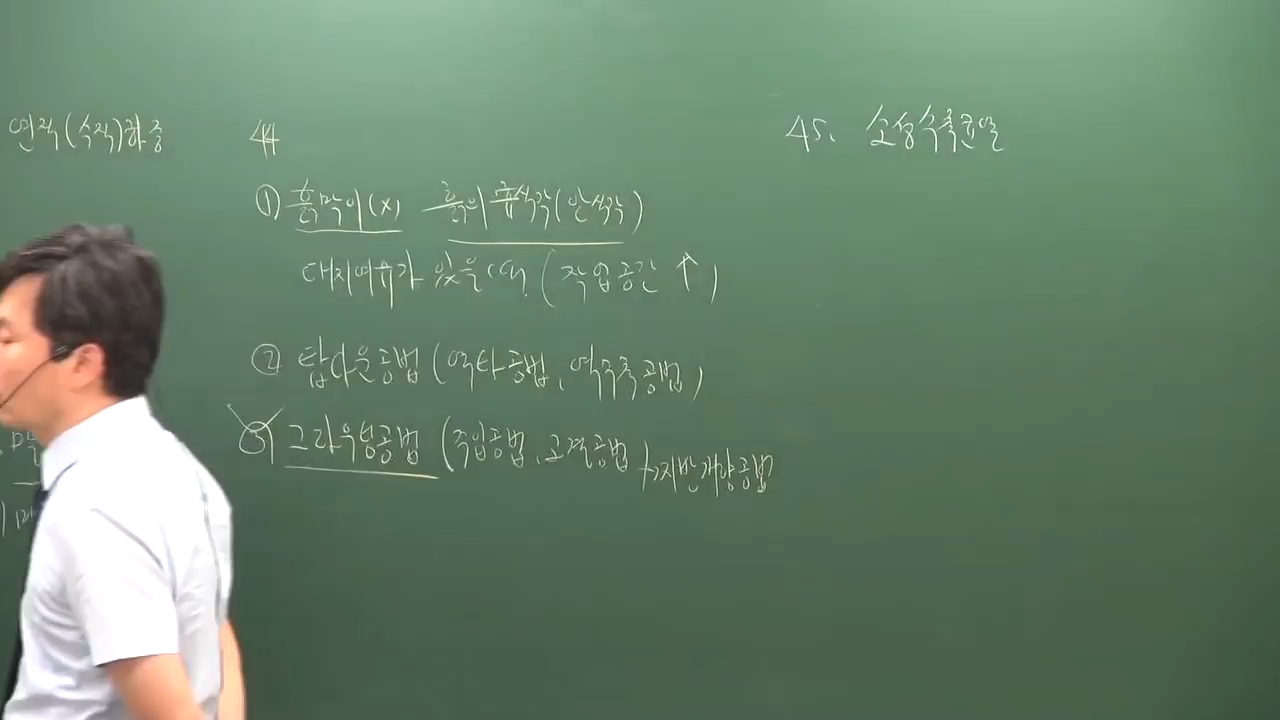 연직(수직)하중
44
① 흙막이(x) 흙의 휴식각(안식각)
대지여유가 있을 때. (작업공간 ↑)
② 탑다운공법 (역타공법, 역구축공법)
③ 그라우팅공법 (주입공법, 고결공법) → 지반개량공법
45. 소성수축균열